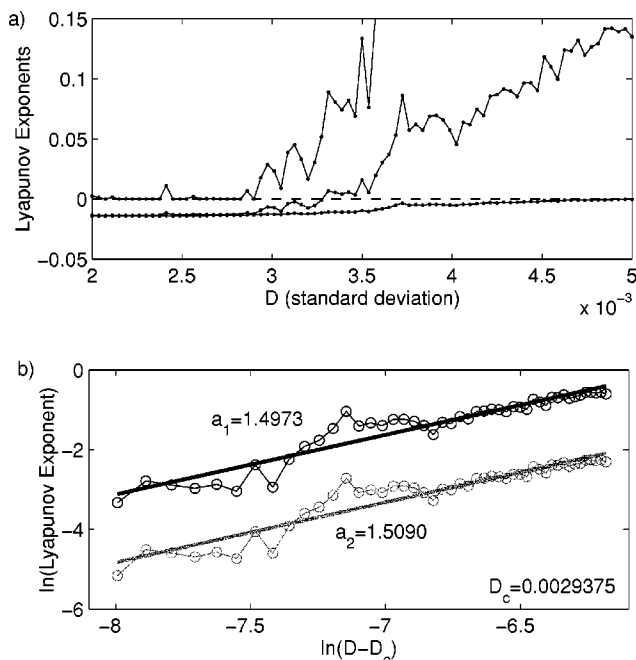 a)
0.15
0.1
0.05
0
−0.05
Lyapunov Exponents
2
2.5
3
3.5
4
4.5
5
D (standard deviation)
x 10⁻³
b)
0
−2
−4
−6
ln(Lyapunov Exponent)
a₁=1.4973
a₂=1.5090
D_c=0.0029375
−8
−7.5
−7
−6.5
ln(D−D_c)